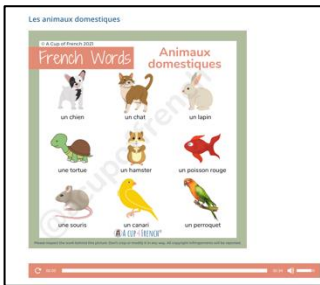 Les animaux domestiques
© A Cup of French 2021
French Words
Animaux
domestiques
un chien
un chat
un lapin
une tortue
un hamster
un poisson rouge
une souris
un canari
un perroquet
A CUP of FRENCH